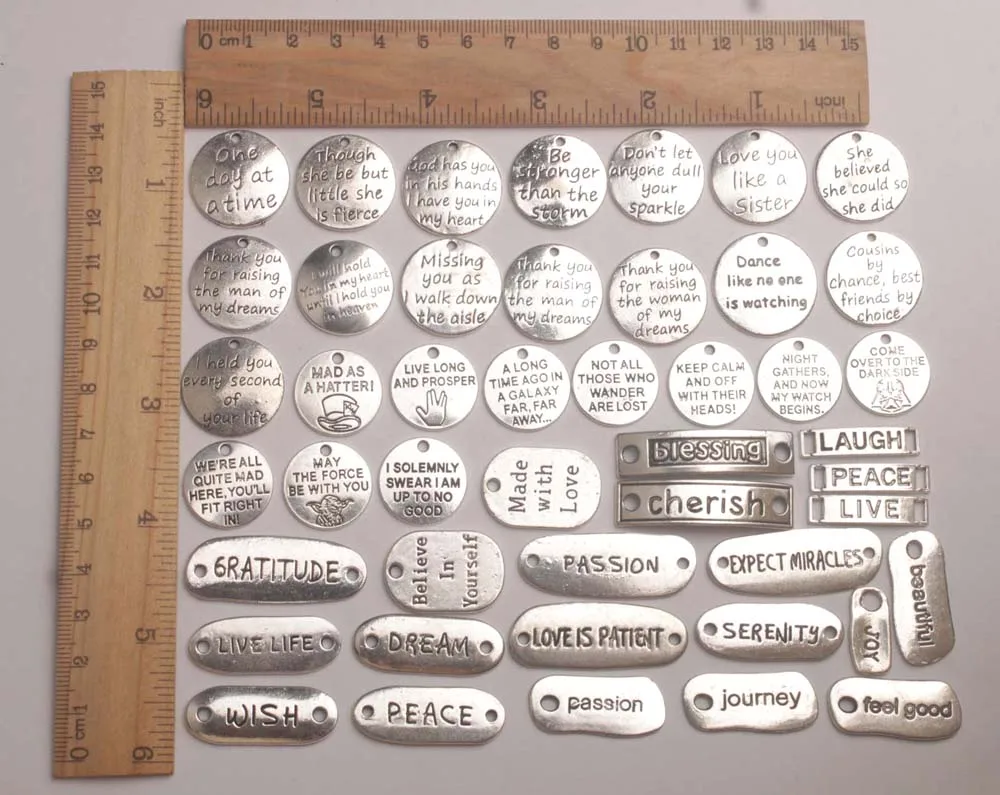 0 cm 1 2 3 4 5 6 7 8 9 10 11 12 13 14 15
6 5 4 3 2 1 inch
15 14 13 12 11 10 9 8 7 6 5 4 3 2 1 cm 0
inch 1 2 3 4 5 6
One
day at
a time
Though
she be but
little she
is fierce
God has you
in his hands
I have you in
my heart
Be
stronger
than the
storm
Don't let
anyone dull
your
sparkle
Love you
like a
Sister
She
believed
she could so
she did
Thank you
for raising
the man of
my dreams
I will hold
You in my heart
until I hold you
in heaven
Missing
you as
I walk down
the aisle
Thank you
for raising
the man of
my dreams
Thank you
for raising
the woman
of my
dreams
Dance
like no one
is watching
Cousins
by
chance, best
friends by
choice
I held you
every second
of
your life
MAD AS
A HATTER!
LIVE LONG
AND PROSPER
A LONG
TIME AGO IN
A GALAXY
FAR, FAR
AWAY...
NOT ALL
THOSE WHO
WANDER
ARE LOST
KEEP CALM
AND OFF
WITH THEIR
HEADS!
NIGHT
GATHERS,
AND NOW
MY WATCH
BEGINS.
COME
OVER TO THE
DARK SIDE
WE'RE ALL
QUITE MAD
HERE, YOU'LL
FIT RIGHT
IN!
MAY
THE FORCE
BE WITH YOU
I SOLEMNLY
SWEAR I AM
UP TO NO
GOOD
Made
with
Love
blessing
cherish
LAUGH
PEACE
LIVE
GRATITUDE
Believe
In
Yourself
PASSION
EXPECT MIRACLES
beautiful
LIVE LIFE
DREAM
LOVE IS PATIENT
SERENITY
JOY
WISH
PEACE
passion
journey
feel good